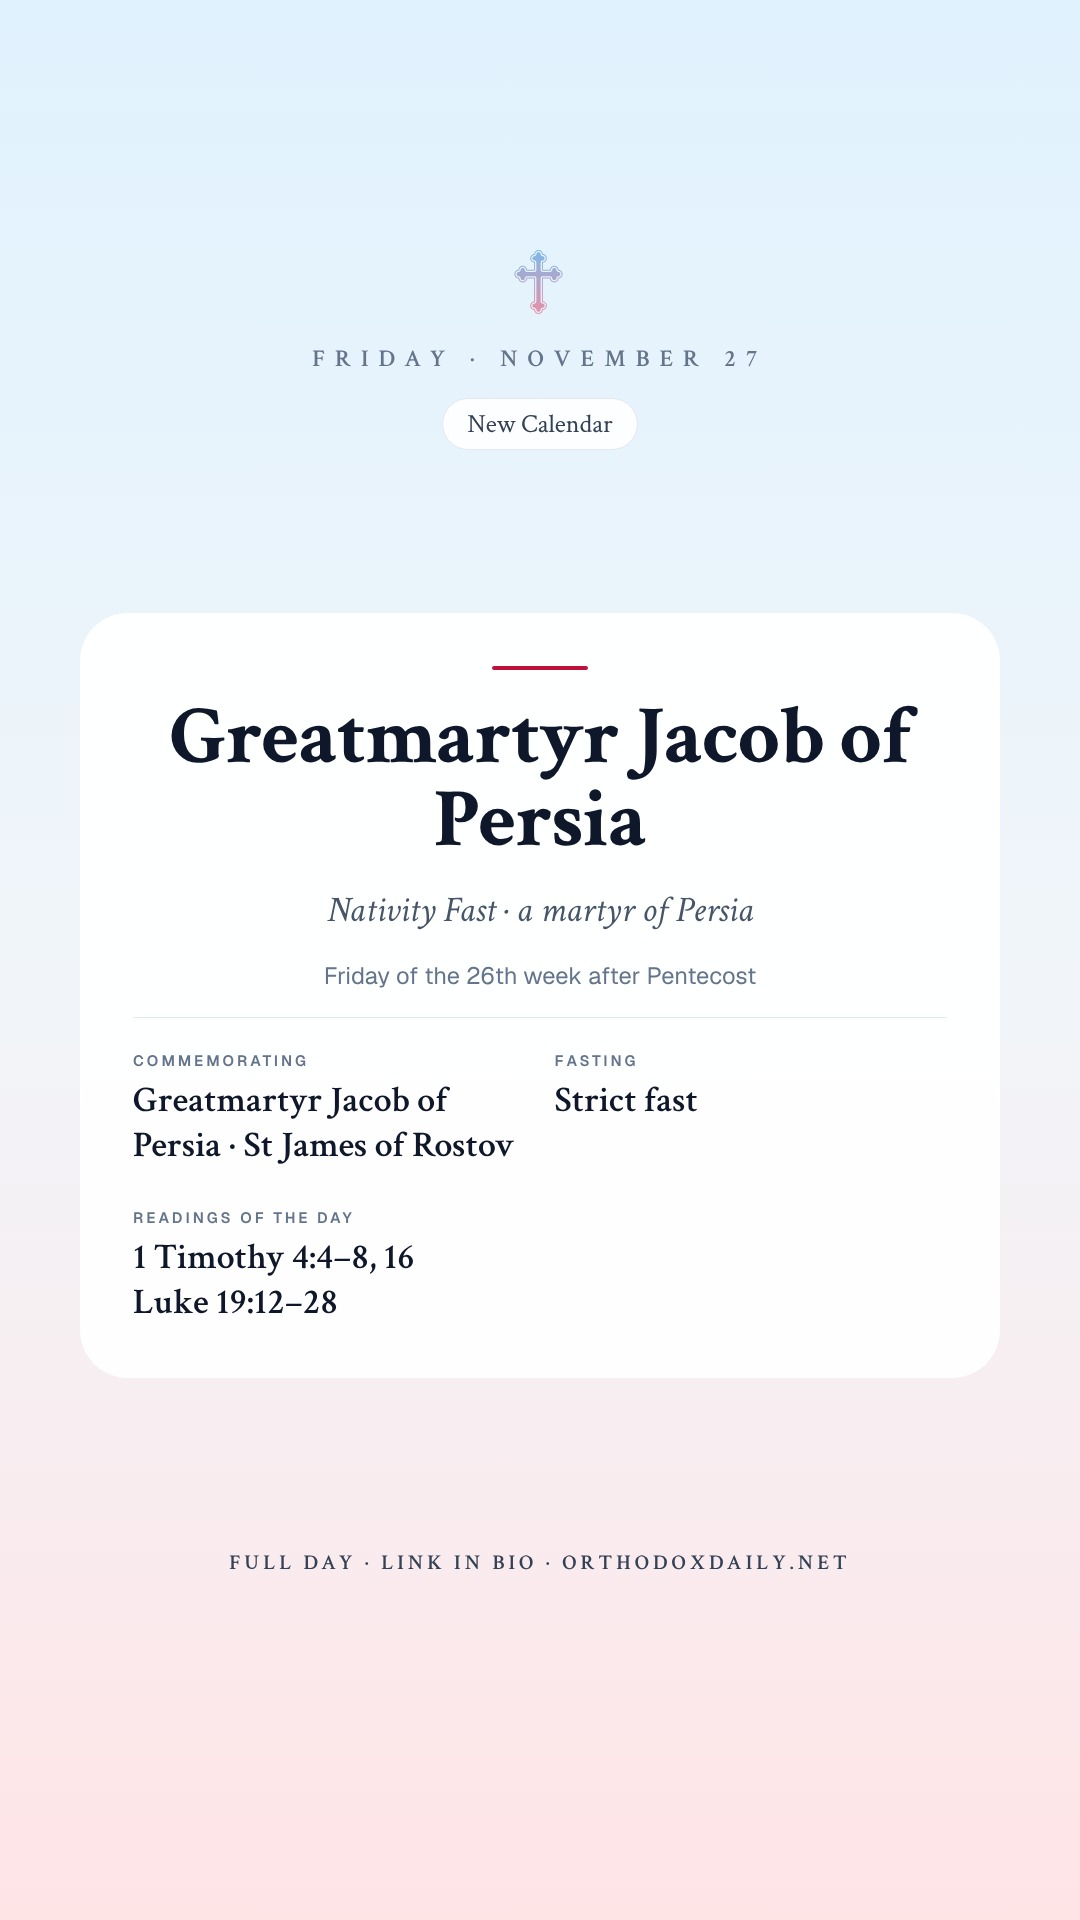 FRIDAY · NOVEMBER 27
New Calendar
Greatmartyr Jacob of
Persia
Nativity Fast · a martyr of Persia
Friday of the 26th week after Pentecost
COMMEMORATING
Greatmartyr Jacob of
Persia · St James of Rostov
FASTING
Strict fast
READINGS OF THE DAY
1 Timothy 4:4–8, 16
Luke 19:12–28
FULL DAY · LINK IN BIO · ORTHODOXDAILY.NET